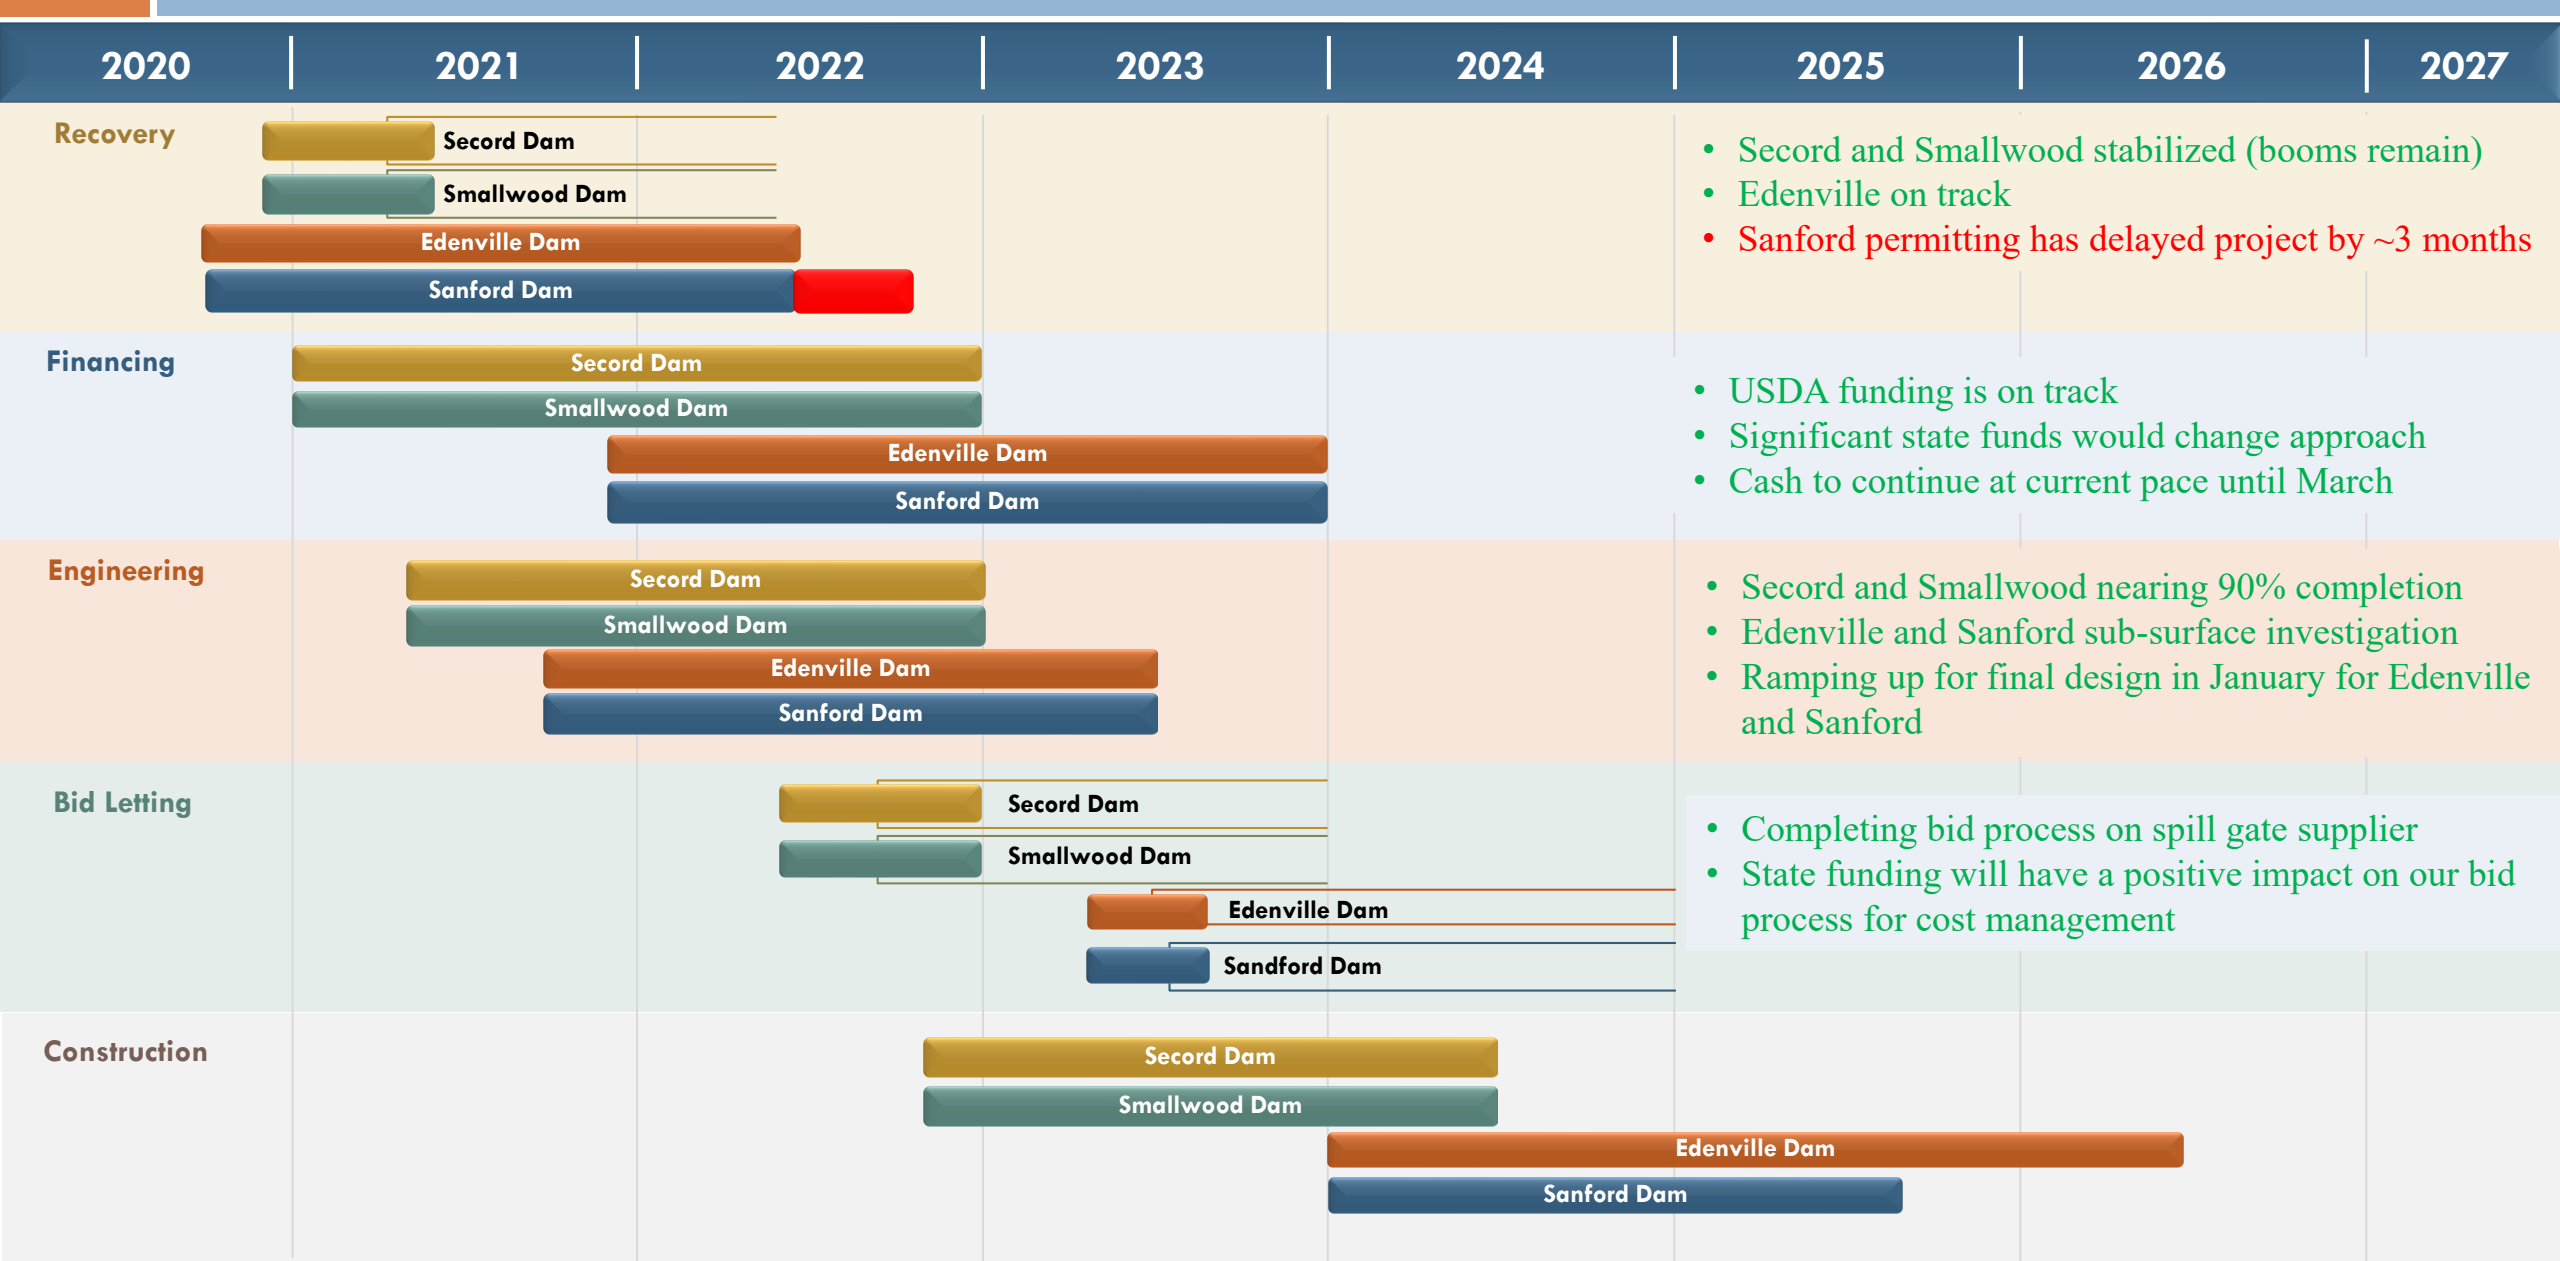 2020 2021 2022 2023 2024 2025 2026 2027
Recovery
Secord Dam
Smallwood Dam
Edenville Dam
Sanford Dam
• Secord and Smallwood stabilized (booms remain)
• Edenville on track
• Sanford permitting has delayed project by ~3 months
Financing
Secord Dam
Smallwood Dam
Edenville Dam
Sanford Dam
• USDA funding is on track
• Significant state funds would change approach
• Cash to continue at current pace until March
Engineering
Secord Dam
Smallwood Dam
Edenville Dam
Sanford Dam
• Secord and Smallwood nearing 90% completion
• Edenville and Sanford sub-surface investigation
• Ramping up for final design in January for Edenville
and Sanford
Bid Letting
Secord Dam
Smallwood Dam
Edenville Dam
Sandford Dam
• Completing bid process on spill gate supplier
• State funding will have a positive impact on our bid
process for cost management
Construction
Secord Dam
Smallwood Dam
Edenville Dam
Sanford Dam